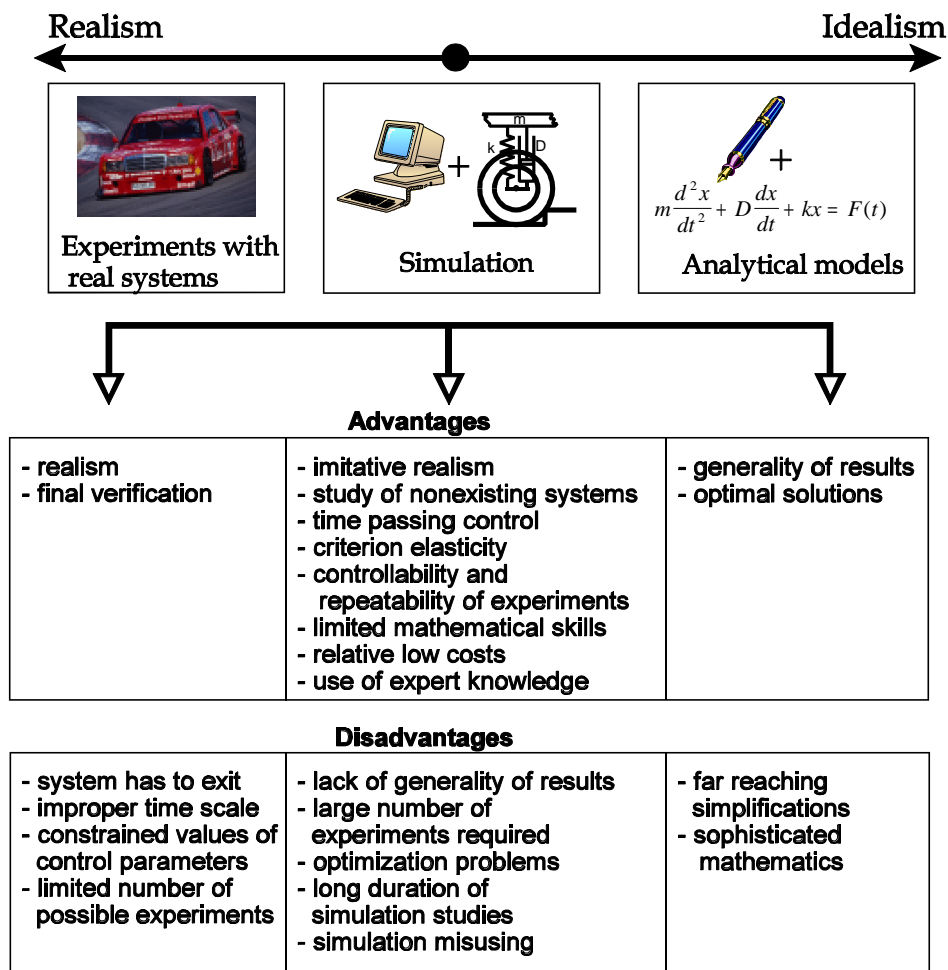 Realism
Idealism
m
k
D
+
+
m d²x/dt² + D dx/dt + kx = F(t)
Experiments with
real systems
Simulation
Analytical models
Advantages
- realism
- final verification
- imitative realism
- study of nonexisting systems
- time passing control
- criterion elasticity
- controllability and
repeatability of experiments
- limited mathematical skills
- relative low costs
- use of expert knowledge
- generality of results
- optimal solutions
Disadvantages
- system has to exit
- improper time scale
- constrained values of
control parameters
- limited number of
possible experiments
- lack of generality of results
- large number of
experiments required
- optimization problems
- long duration of
simulation studies
- simulation misusing
- far reaching
simplifications
- sophisticated
mathematics